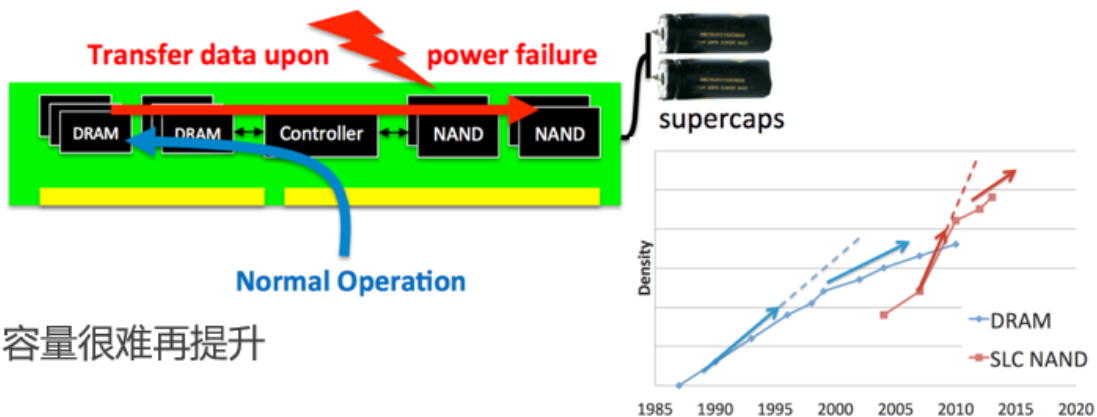 Transfer data upon power failure
DRAM DRAM Controller NAND NAND
supercaps
Normal Operation
容量很难再提升
Density
DRAM
SLC NAND
1985 1990 1995 2000 2005 2010 2015 2020